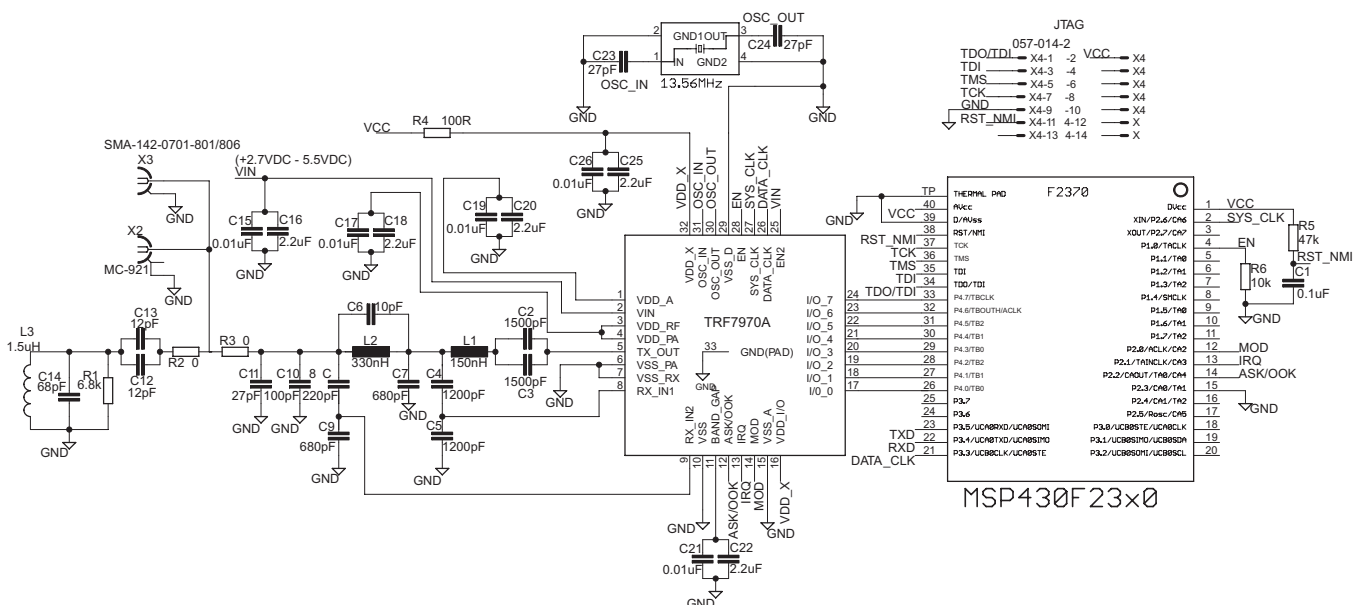 OSC_OUT
2 GND1OUT 3
C23 C24 27pF
27pF 1 IN GND2 4
OSC_IN 13.56MHz
GND GND
JTAG
057-014-2
TDO/TDI X4-1 -2 VCC X4
TDI X4-3 -4 X4
TMS X4-5 -6 X4
TCK X4-7 -8 X4
GND X4-9 -10 X4
RST_NMI X4-11 4-12 X
X4-13 4-14 X
VCC R4 100R
SMA-142-0701-801/806
X3
GND
(+2.7VDC - 5.5VDC)
VIN
X2
MC-921
GND
C15 C16
0.01uF 2.2uF
GND
C17 C18
0.01uF 2.2uF
GND
C19 C20
0.01uF 2.2uF
GND
C26 C25
0.01uF 2.2uF
GND
VDD_X
OSC_IN
OSC_OUT
EN
SYS_CLK
DATA_CLK
VIN
32 31 30 29 28 27 26 25
VDD_X
OSC_IN
OSC_OUT
VSS_D
EN
SYS_CLK
DATA_CLK
EN2
1 VDD_A
2 VIN
3 VDD_RF
4 VDD_PA
5 TX_OUT
6 VSS_PA
7 VSS_RX
8 RX_IN1
TRF7970A
33 GND(PAD)
GND
I/O_7 24
I/O_6 23
I/O_5 22
I/O_4 21
I/O_3 20
I/O_2 19
I/O_1 18
I/O_0 17
RX_IN2
VSS
BAND_GAP
ASK/OOK
IRQ
MOD
VSS_A
VDD_I/O
9 10 11 12 13 14 15 16
ASK/OOK
IRQ
MOD
GND
VDD_X
GND
C21 C22
0.01uF 2.2uF
GND
L3
1.5uH
C14
68pF
R1
6.8k
GND
C13
12pF
C12
12pF
R2 0
R3 0
C11
27pF
GND
C10
100pF
GND
C 8
220pF
C9
680pF
GND
C6 10pF
L2
330nH
C7
680pF
GND
C4
1200pF
C5
1200pF
GND
L1
150nH
C2
1500pF
1500pF
C3
GND
F2370
TP THERMAL PAD
40 AVcc
39 D/AVss
38 RST/NMI
37 TCK
36 TMS
35 TDI
34 TDO/TDI
33 P4.7/TBCLK
32 P4.6/TBOUTH/ACLK
31 P4.5/TB2
30 P4.4/TB1
29 P4.3/TB0
28 P4.2/TB2
27 P4.1/TB1
26 P4.0/TB0
25 P3.7
24 P3.6
23 P3.5/UCA0RXD/UCA0SOMI
22 P3.4/UCA0TXD/UCA0SIMO
21 P3.3/UCB0CLK/UCA0STE
GND
VCC
RST_NMI
TCK
TMS
TDI
TDO/TDI
TXD
RXD
DATA_CLK
DVcc 1
XIN/P2.6/CA6 2
XOUT/P2.7/CA7 3
P1.0/TACLK 4
P1.1/TA0 5
P1.2/TA1 6
P1.3/TA2 7
P1.4/SMCLK 8
P1.5/TA0 9
P1.6/TA1 10
P1.7/TA2 11
P2.0/ACLK/CA2 12
P2.1/TAINCLK/CA3 13
P2.2/CAOUT/TA0/CA4 14
P2.3/CA0/TA1 15
P2.4/CA1/TA2 16
P2.5/Rosc/CA5 17
P3.0/UCB0STE/UCA0CLK 18
P3.1/UCB0SIMO/UCB0SDA 19
P3.2/UCB0SOMI/UCB0SCL 20
VCC
SYS_CLK
EN
R5
47k
RST_NMI
R6
10k
C1
0.1uF
GND
MOD
IRQ
ASK/OOK
GND
MSP430F23x0